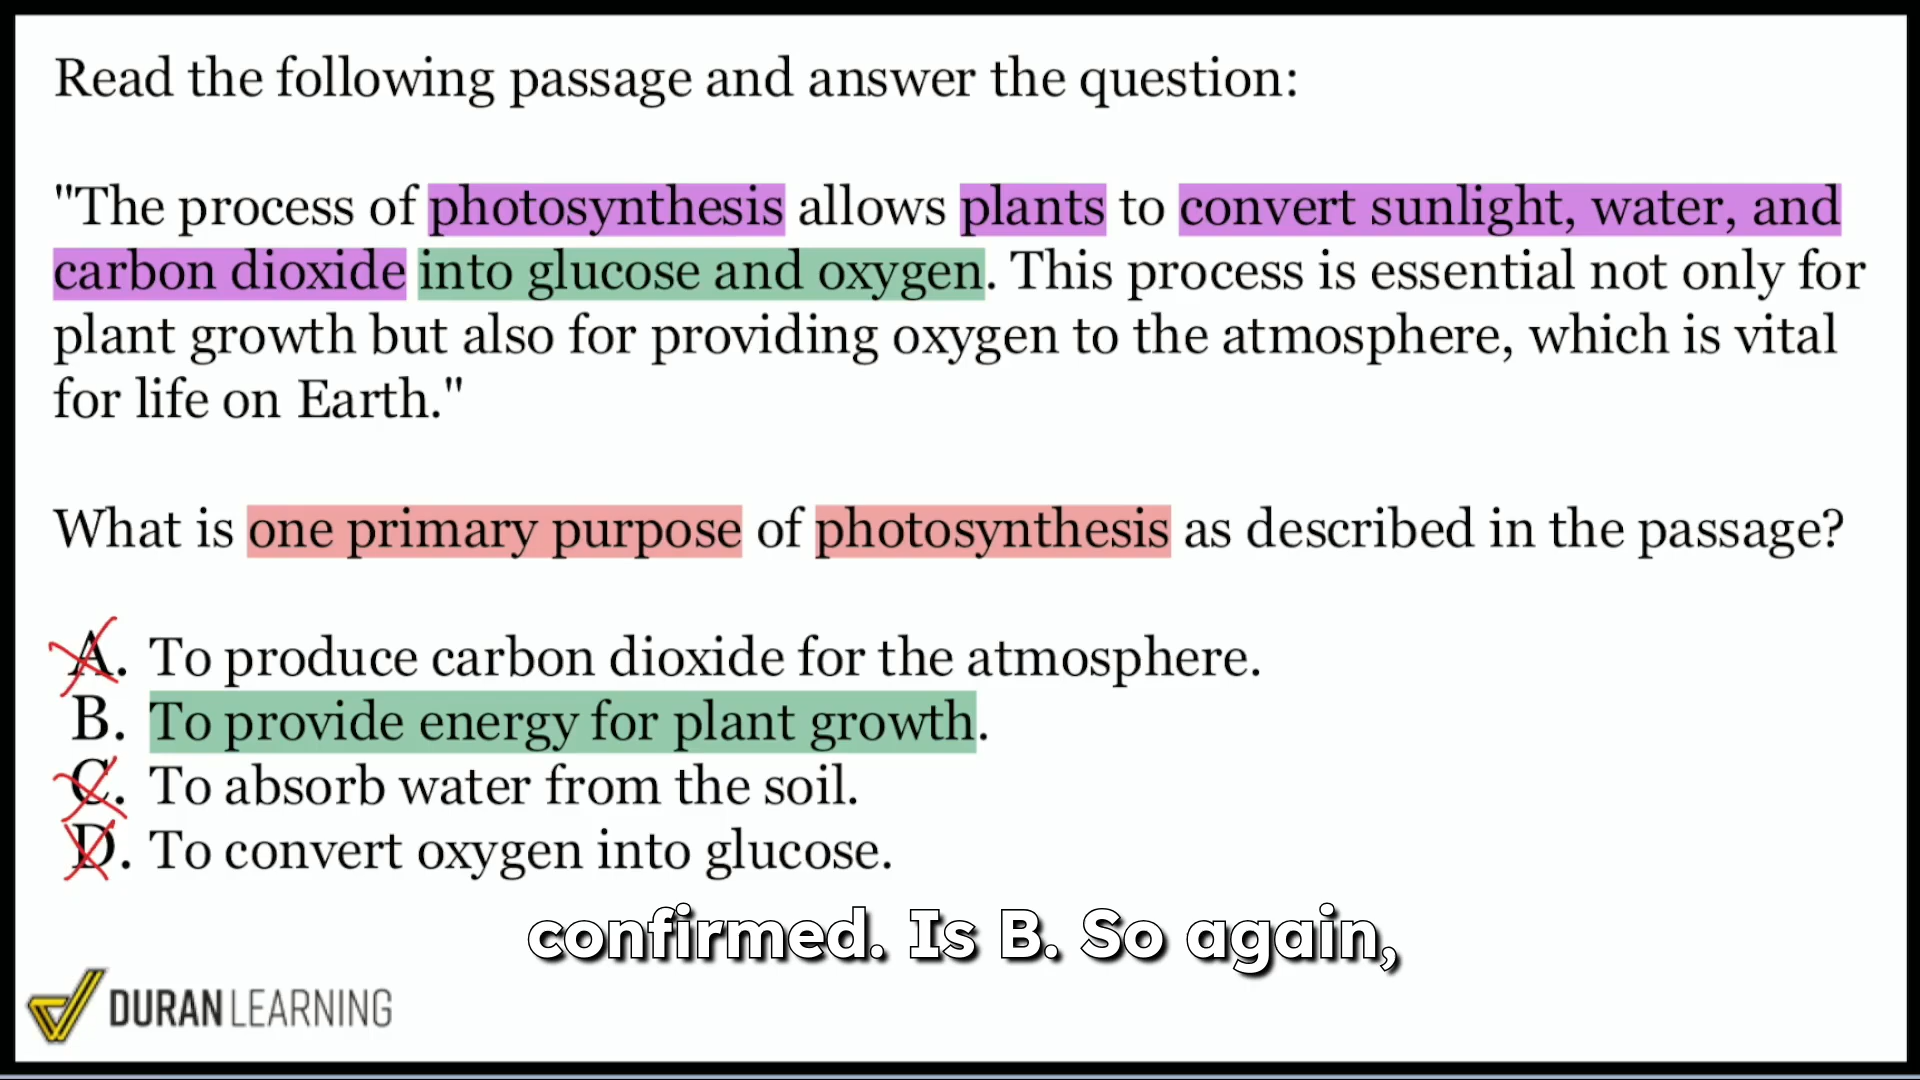 Read the following passage and answer the question:
"The process of photosynthesis allows plants to convert sunlight, water, and
carbon dioxide into glucose and oxygen. This process is essential not only for
plant growth but also for providing oxygen to the atmosphere, which is vital
for life on Earth."
What is one primary purpose of photosynthesis as described in the passage?
A. To produce carbon dioxide for the atmosphere.
B. To provide energy for plant growth.
C. To absorb water from the soil.
D. To convert oxygen into glucose.
confirmed. Is B. So again,
DURAN LEARNING